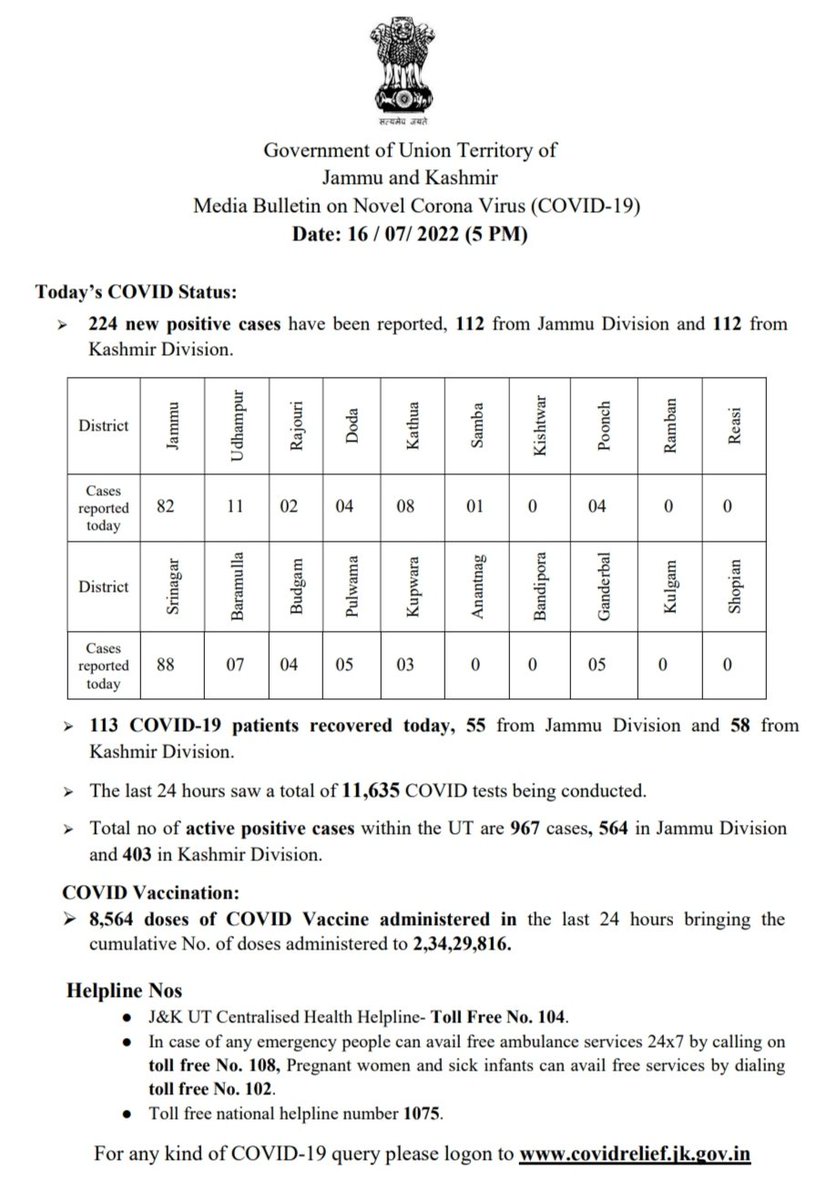 सत्यमेव जयते
Government of Union Territory of
Jammu and Kashmir
Media Bulletin on Novel Corona Virus (COVID-19)
Date: 16 / 07/ 2022 (5 PM)
Today’s COVID Status:
➢ 224 new positive cases have been reported, 112 from Jammu Division and 112 from
Kashmir Division.
District Jammu Udhampur Rajouri Doda Kathua Samba Kishtwar Poonch Ramban Reasi
Cases
reported
today
82 11 02 04 08 01 0 04 0 0
District Srinagar Baramulla Budgam Pulwama Kupwara Anantnag Bandipora Ganderbal Kulgam Shopian
Cases
reported
today
88 07 04 05 03 0 0 05 0 0
➢ 113 COVID-19 patients recovered today, 55 from Jammu Division and 58 from
Kashmir Division.
➢ The last 24 hours saw a total of 11,635 COVID tests being conducted.
➢ Total no of active positive cases within the UT are 967 cases, 564 in Jammu Division
and 403 in Kashmir Division.
COVID Vaccination:
➢ 8,564 doses of COVID Vaccine administered in the last 24 hours bringing the
cumulative No. of doses administered to 2,34,29,816.
Helpline Nos
● J&K UT Centralised Health Helpline- Toll Free No. 104.
● In case of any emergency people can avail free ambulance services 24x7 by calling on
toll free No. 108, Pregnant women and sick infants can avail free services by dialing
toll free No. 102.
● Toll free national helpline number 1075.
For any kind of COVID-19 query please logon to www.covidrelief.jk.gov.in